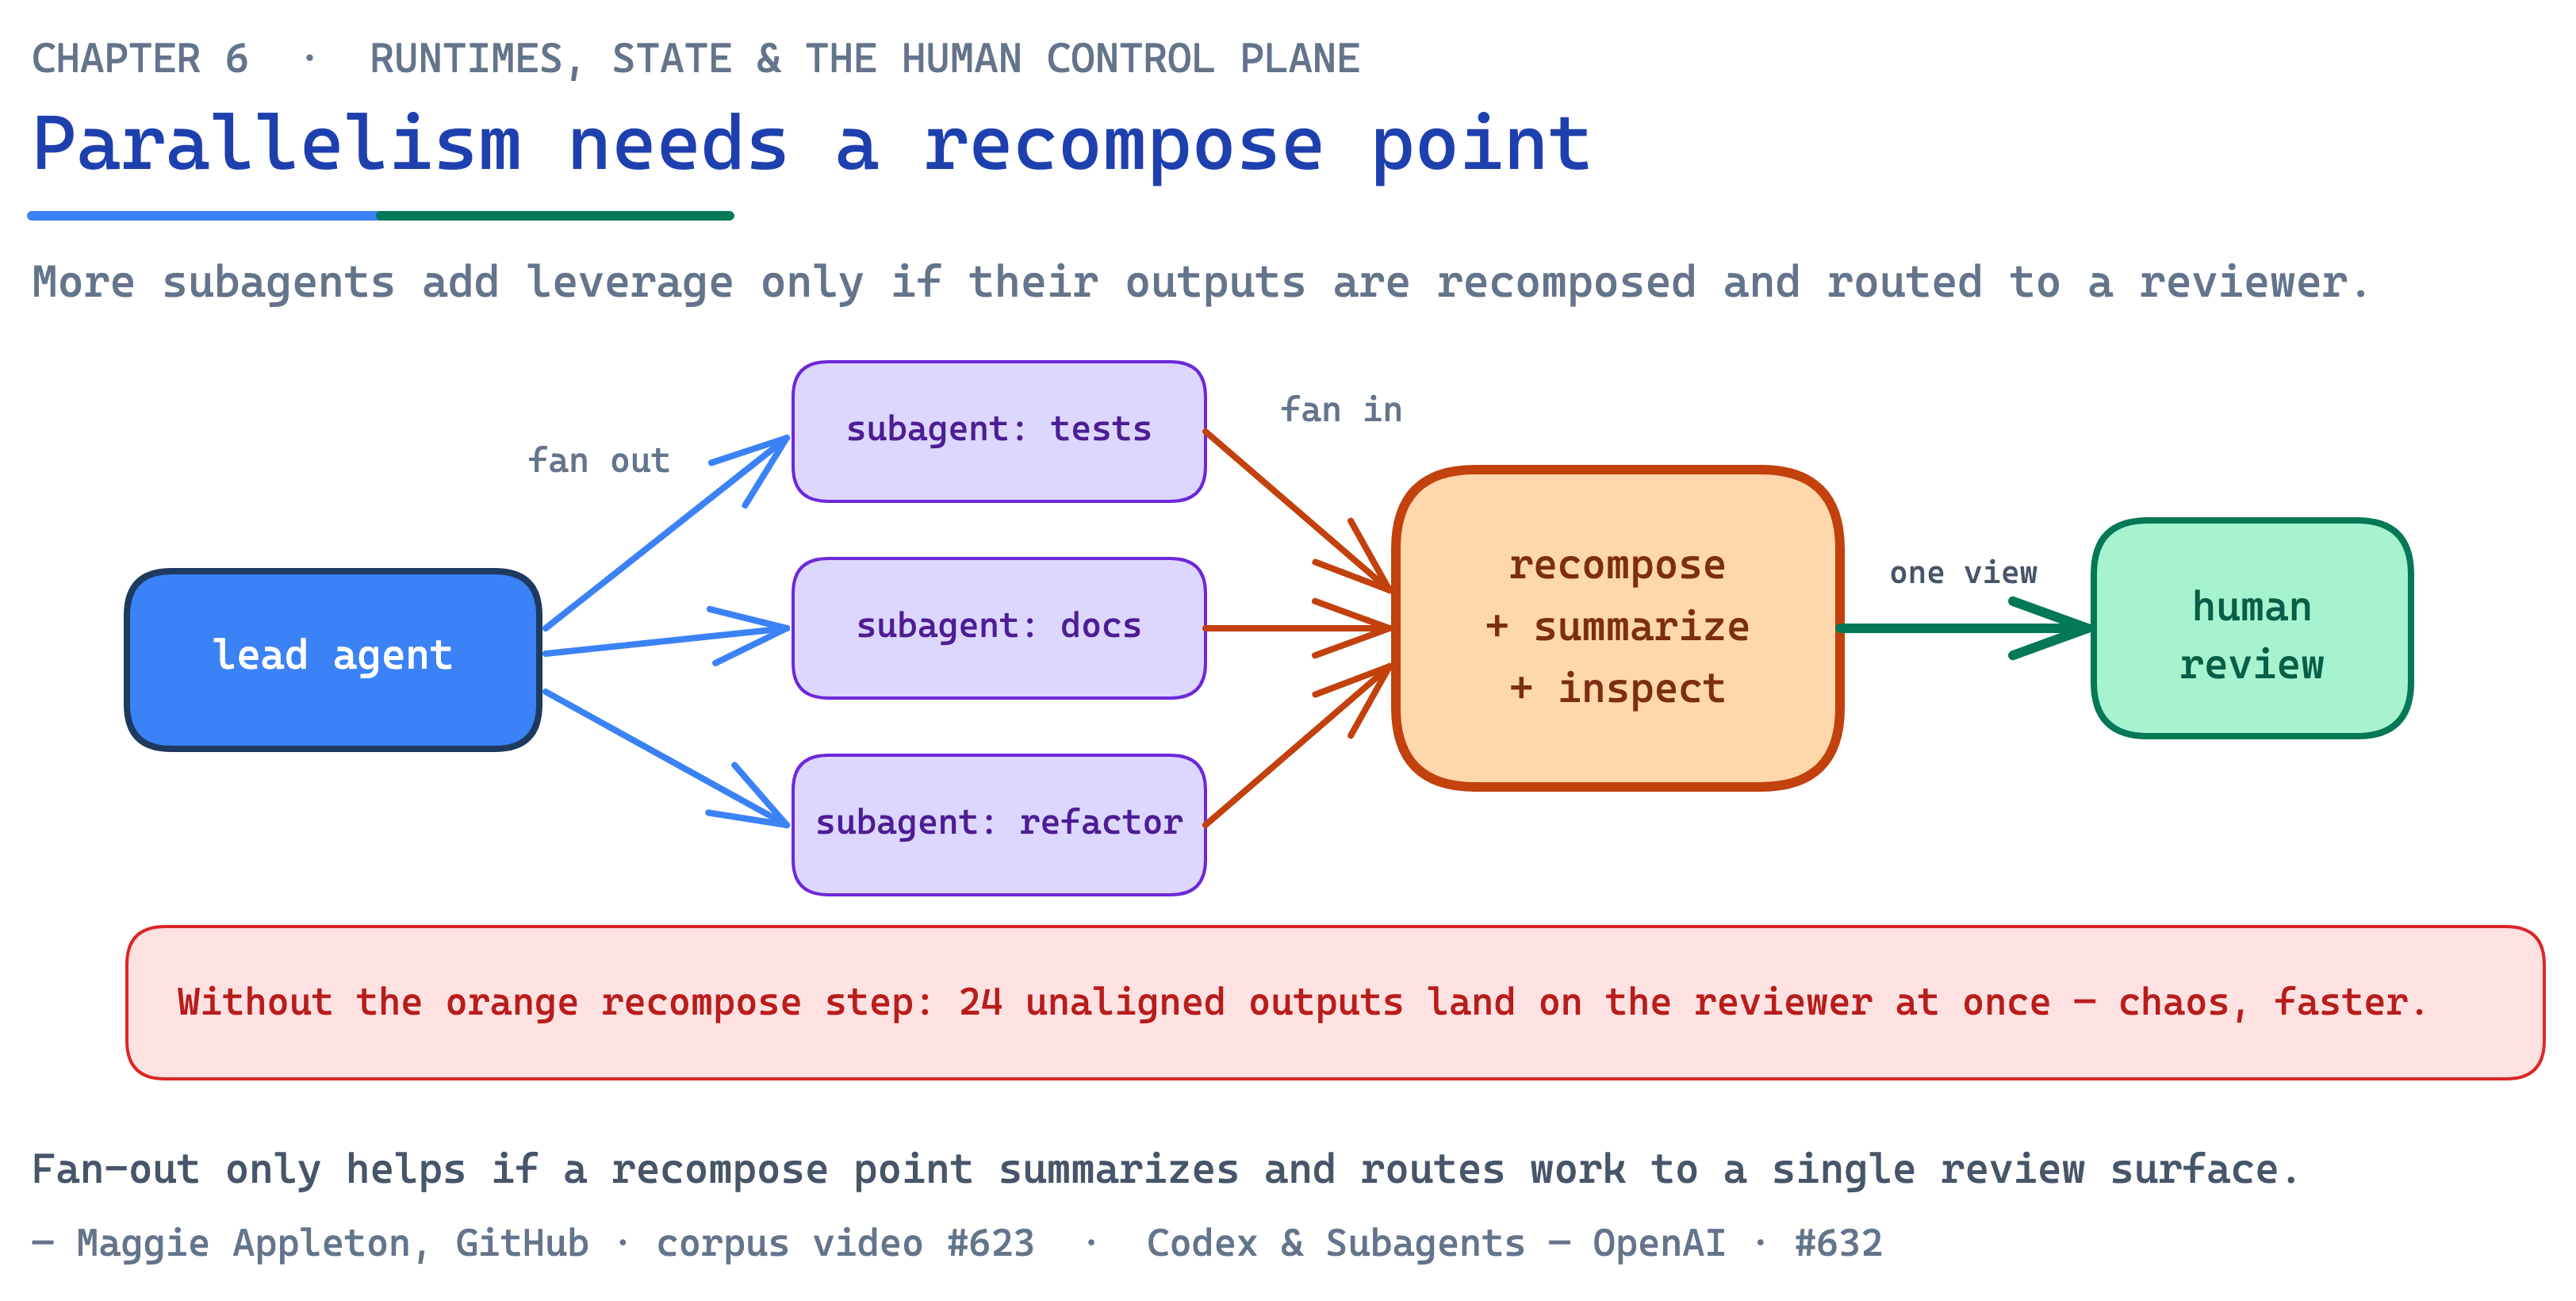 CHAPTER 6 · RUNTIMES, STATE & THE HUMAN CONTROL PLANE
Parallelism needs a recompose point
More subagents add leverage only if their outputs are recomposed and routed to a reviewer.
fan out
fan in
subagent: tests
subagent: docs
subagent: refactor
lead agent
recompose
+ summarize
+ inspect
one view
human
review
Without the orange recompose step: 24 unaligned outputs land on the reviewer at once — chaos, faster.
Fan-out only helps if a recompose point summarizes and routes work to a single review surface.
— Maggie Appleton, GitHub · corpus video #623 · Codex & Subagents — OpenAI · #632